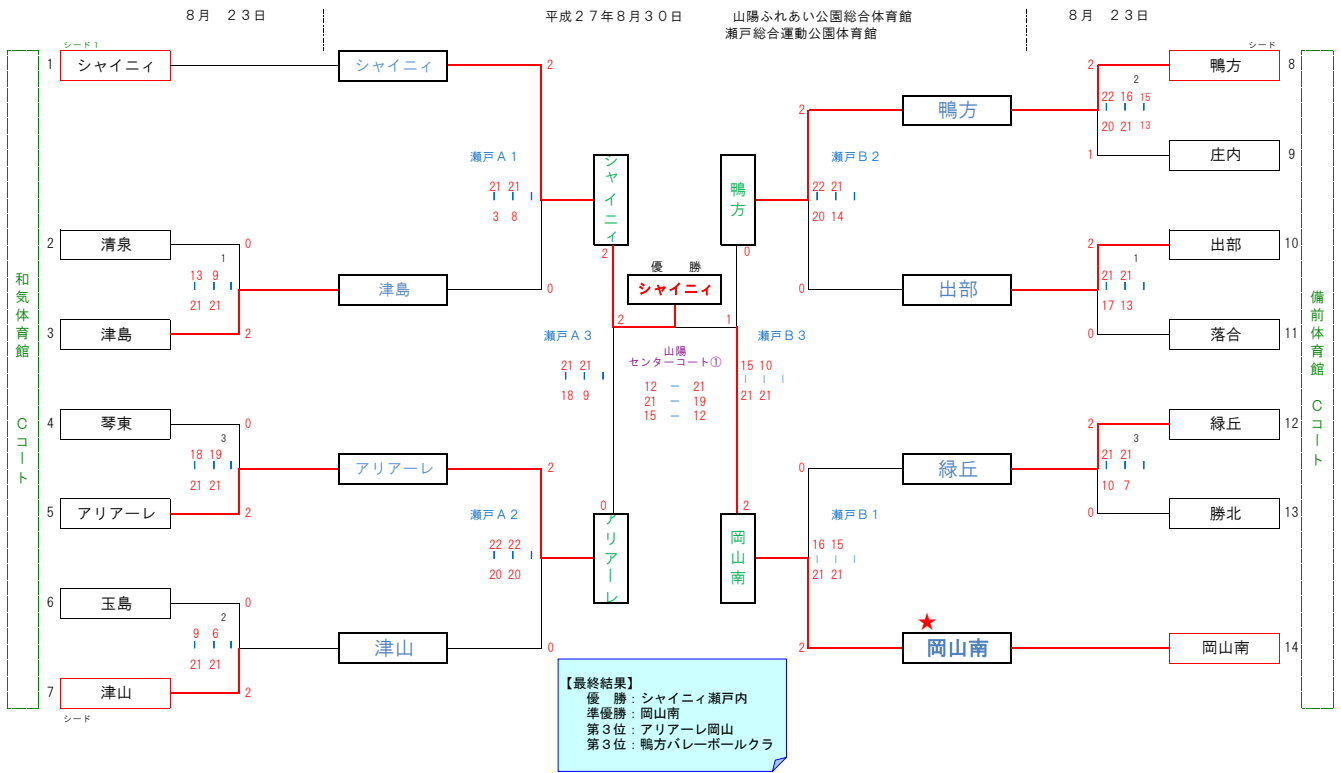 8月　23日
平成27年8月30日　山陽ふれあい公園総合体育館
瀬戸総合運動公園体育館
8月　23日
シード1
シード
1 シャイニィ
シャイニィ
2
2
鴨方 8
2
22 16 15
20 21 13
2
鴨方
1
庄内 9
瀬戸A1
21 21
3 8
シャイニィ
鴨方
瀬戸B2
22 21
20 14
2 清泉
0
1
13 9
21 21
津島
0
3 津島
2
2
優　勝
シャイニィ
0
0
出部
2
出部 10
1
21 21
17 13
0
落合 11
2
1
瀬戸A3
21 21
18 9
山陽
センターコート①
12 － 21
21 － 19
15 － 12
瀬戸B3
15 10
21 21
和気体育館　Cコート
備前体育館　Cコート
4 琴東
0
3
18 19
21 21
アリアーレ
2
5 アリアーレ
2
0
緑丘
2
緑丘 12
3
21 21
10 7
0
勝北 13
瀬戸A2
22 22
20 20
0
アリアーレ
2
岡山南
瀬戸B1
16 15
21 21
6 玉島
0
2
9 6
21 21
津山
0
7 津山
2
シード
2
★
岡山南
岡山南 14
【最終結果】
優　勝：シャイニィ瀬戸内
準優勝：岡山南
第3位：アリアーレ岡山
第3位：鴨方バレーボールクラ